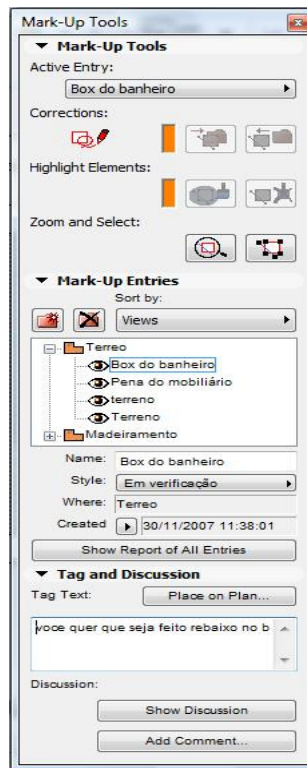 Mark-Up Tools
Mark-Up Tools
Active Entry:
Box do banheiro
Corrections:
Highlight Elements:
Zoom and Select:
Mark-Up Entries
Sort by:
Views
Terreo
Box do banheiro
Pena do mobiliário
terreno
Terreno
Madeiramento
Name: Box do banheiro
Style: Em verificação
Where: Terreo
Created 30/11/2007 11:38:01
Show Report of All Entries
Tag and Discussion
Tag Text: Place on Plan...
voce quer que seja feito rebaixo no b
Discussion:
Show Discussion
Add Comment...